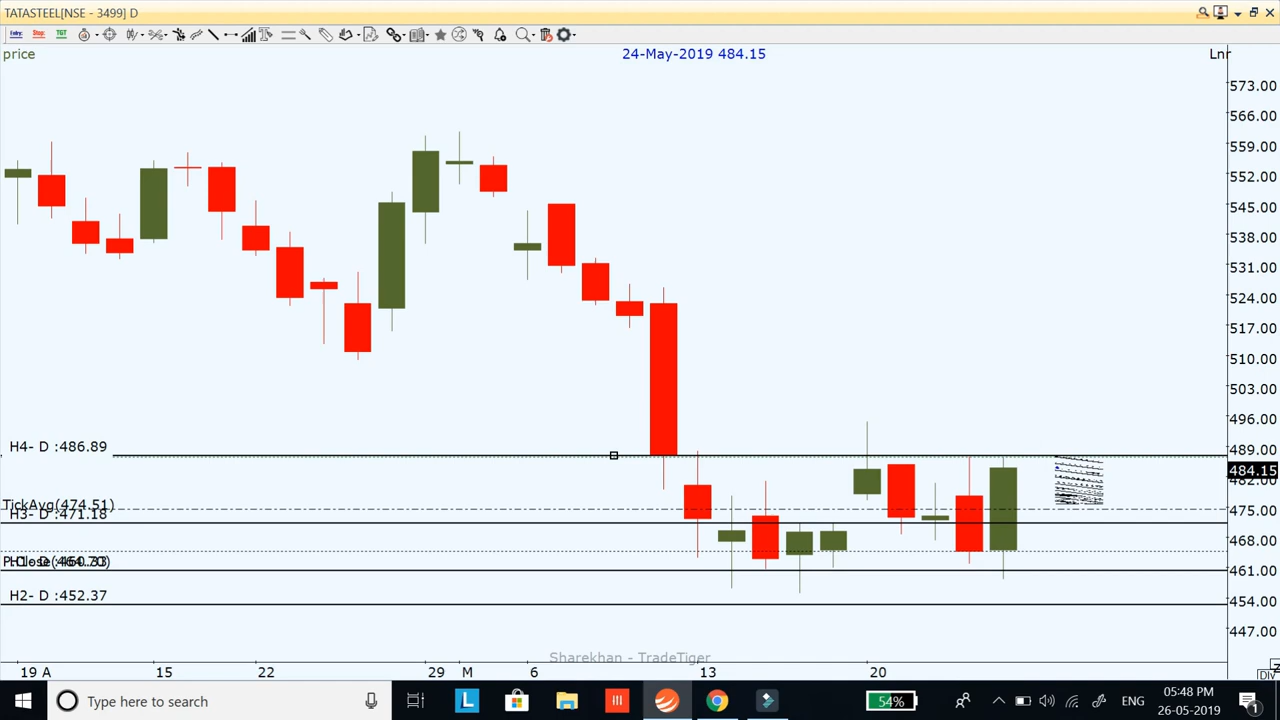 TATASTEEL[NSE - 3499] D
price
24-May-2019 484.15
Lnr
573.00
566.00
559.00
552.00
545.00
538.00
531.00
524.00
517.00
510.00
503.00
496.00
489.00
484.15
482.00
475.00
468.00
461.00
454.00
447.00
H4- D :486.89
TickAvg(474.51)
H3- D :471.18
H2- D :452.37
19 A 15 22 29 M 6 13 20
Sharekhan - TradeTiger
Type here to search
54%
ENG
05:48 PM
26-05-2019